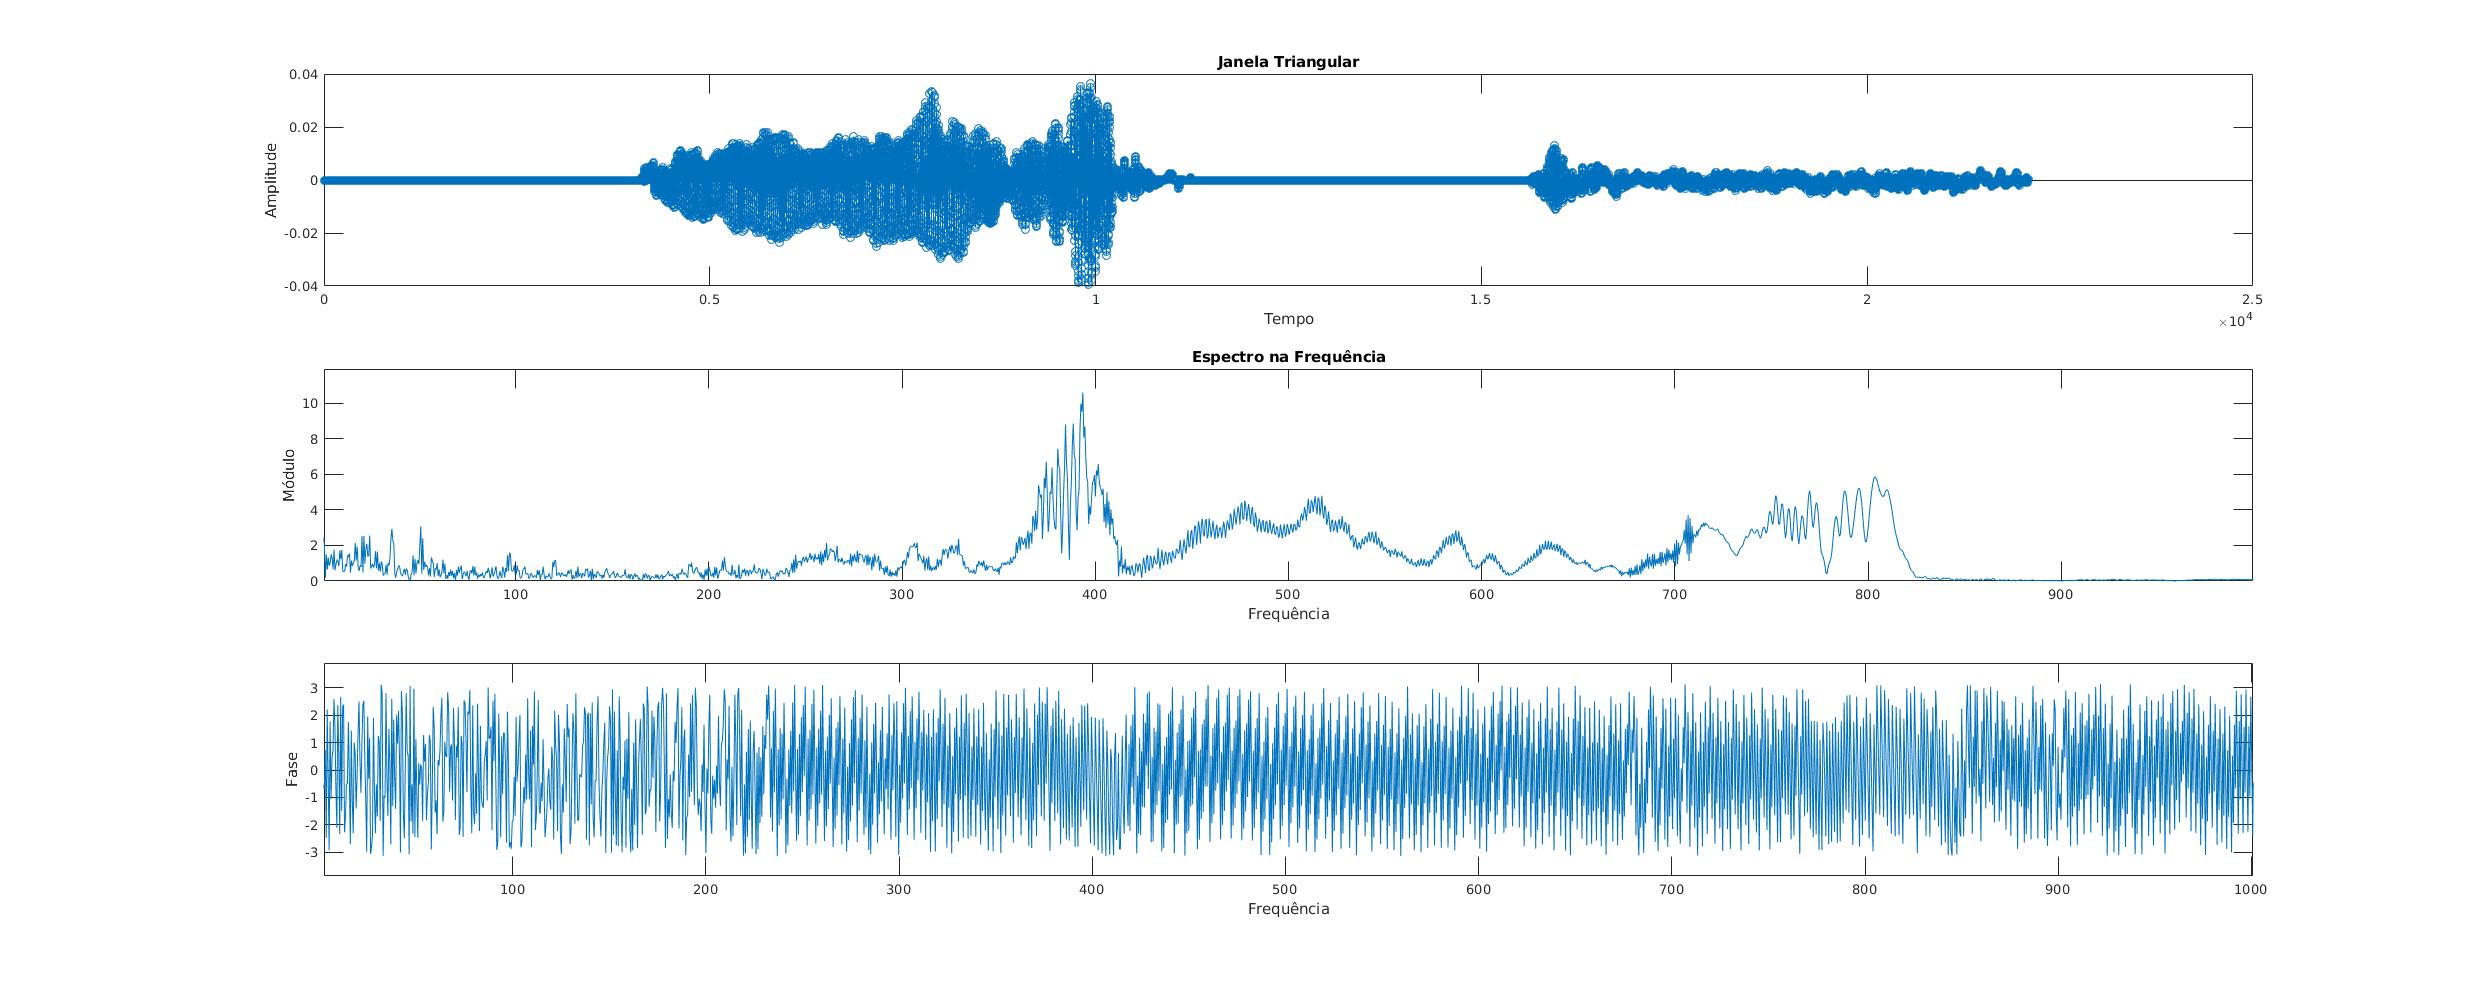 Janela Triangular
0.04
0.02
0
-0.02
-0.04
Amplitude
0 0.5 1 1.5 2 2.5
×10^4
Tempo
Espectro na Frequência
10
8
6
4
2
0
Módulo
100 200 300 400 500 600 700 800 900
Frequência
3
2
1
0
-1
-2
-3
Fase
100 200 300 400 500 600 700 800 900 1000
Frequência